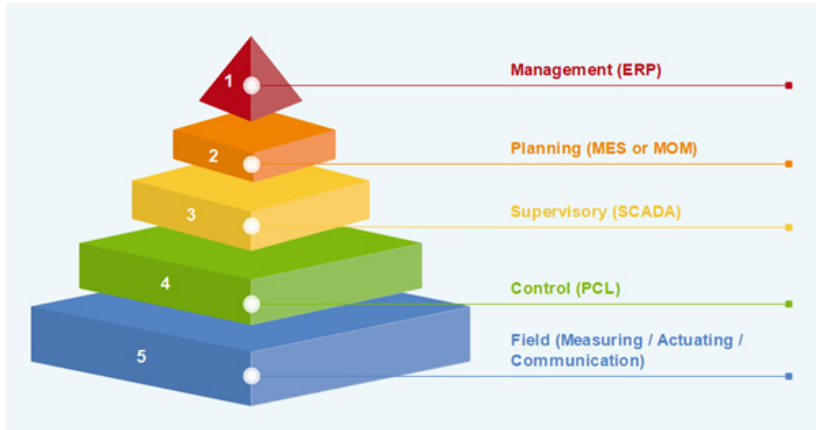 1
Management (ERP)
2
Planning (MES or MOM)
3
Supervisory (SCADA)
4
Control (PCL)
5
Field (Measuring / Actuating /
Communication)